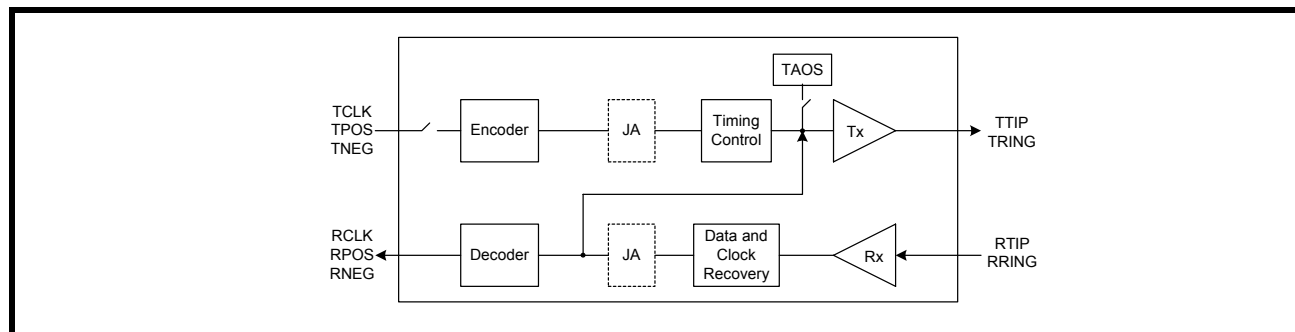 TAOS
TCLK
TPOS
TNEG
Encoder
JA
Timing
Control
Tx
TTIP
TRING
RCLK
RPOS
RNEG
Decoder
JA
Data and
Clock
Recovery
Rx
RTIP
RRING